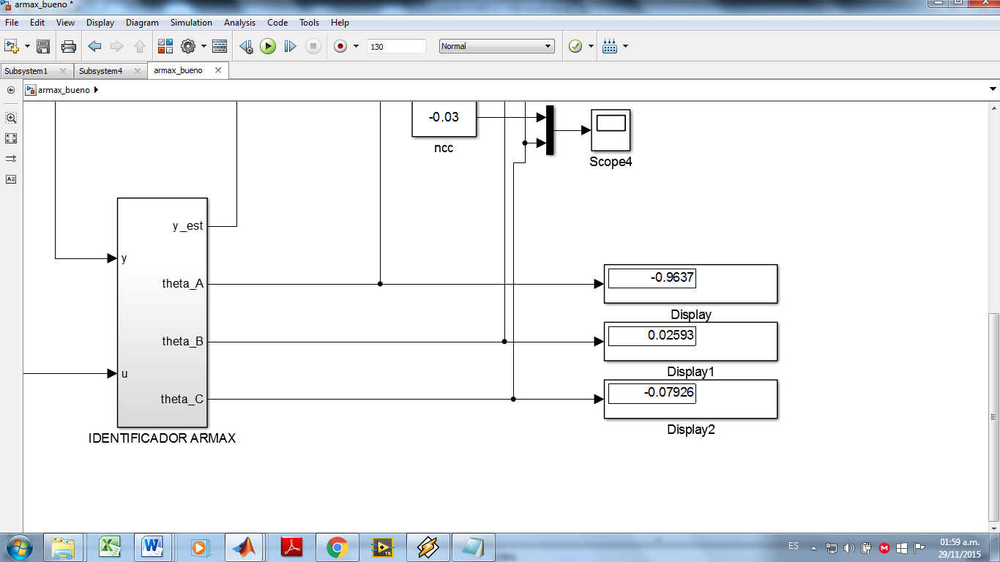 armax_bueno *
File Edit View Display Diagram Simulation Analysis Code Tools Help
130 Normal
Subsystem1 Subsystem4 armax_bueno
armax_bueno
-0.03
ncc
Scope4
y_est
y
theta_A
theta_B
u
theta_C
IDENTIFICADOR ARMAX
-0.9637
Display
0.02593
Display1
-0.07926
Display2
ES
01:59 a.m.
29/11/2015